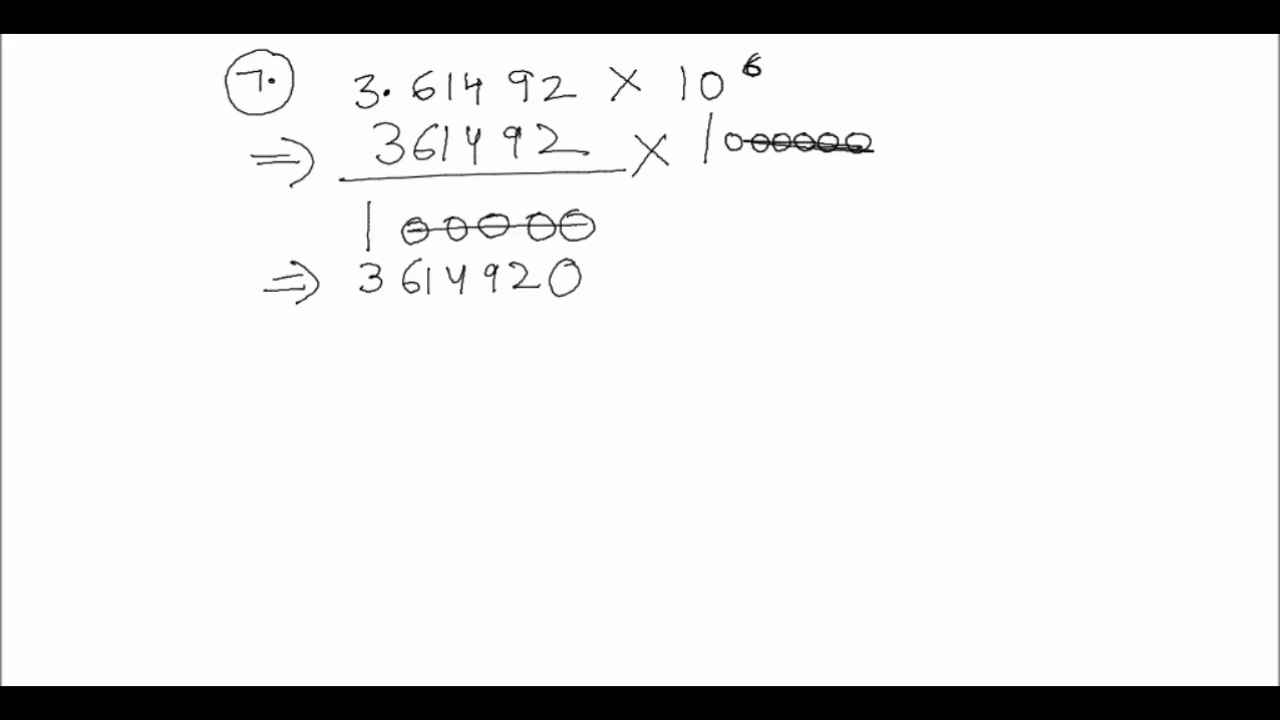 7. 3.61492 × 10⁶
⇒ 361492 × 1000000
100000
⇒ 3614920